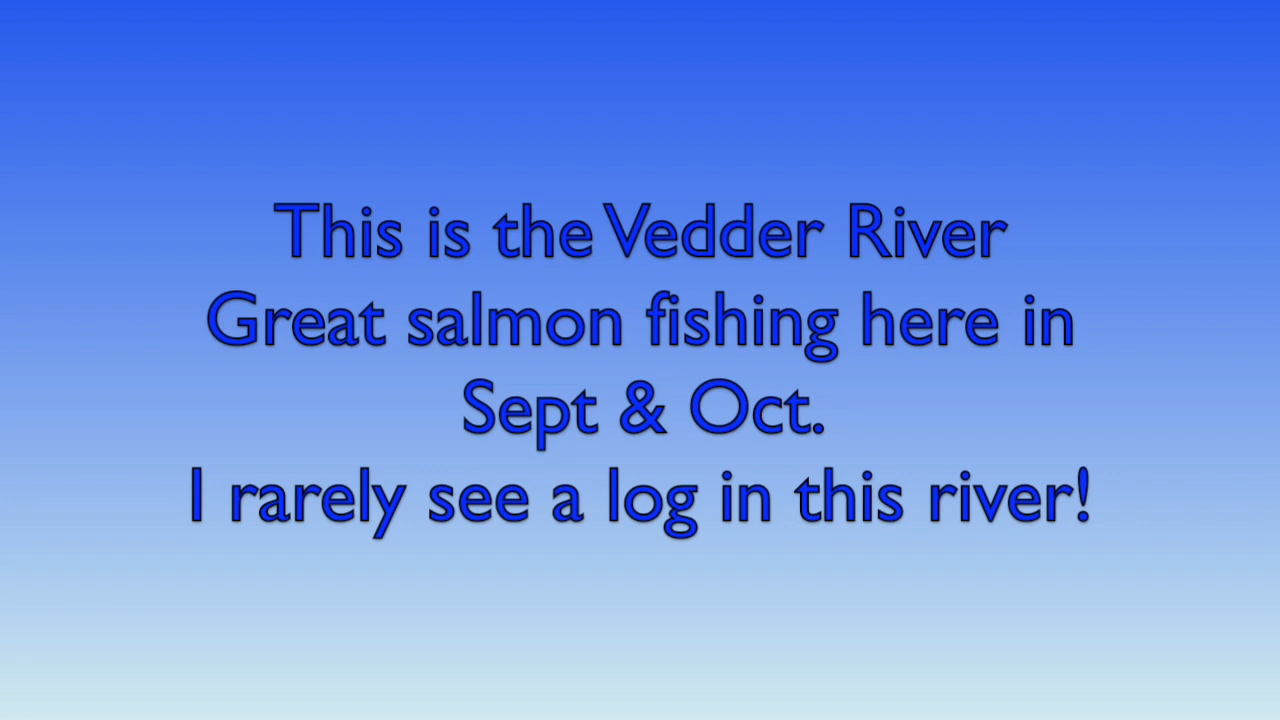 This is the Vedder River
Great salmon fishing here in
Sept & Oct.
I rarely see a log in this river!